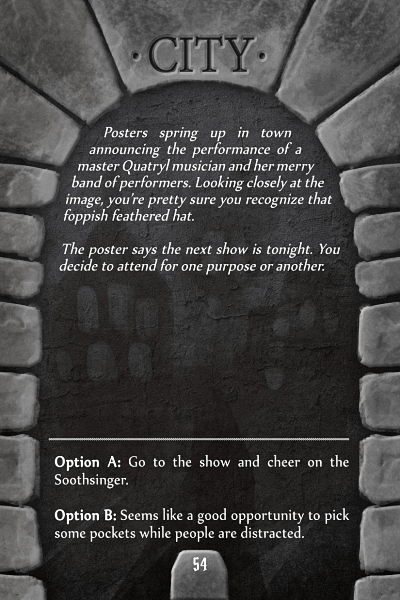 · CITY ·
Posters spring up in town
announcing the performance of a
master Quatryl musician and her merry
band of performers. Looking closely at the
image, you're pretty sure you recognize that
foppish feathered hat.
The poster says the next show is tonight. You
decide to attend for one purpose or another.
Option A: Go to the show and cheer on the
Soothsinger.
Option B: Seems like a good opportunity to pick
some pockets while people are distracted.
54